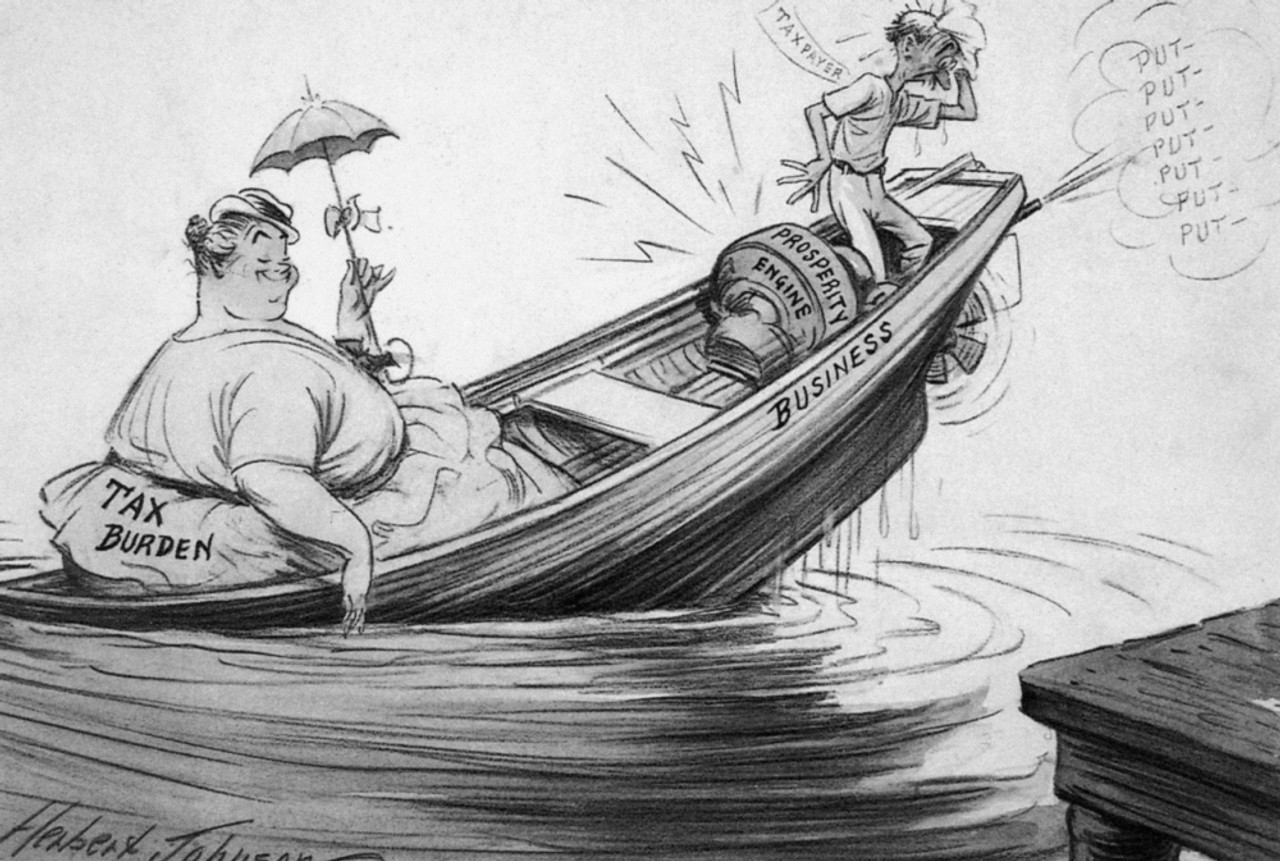 TAXPAYER
PUT-
PUT-
PUT-
PUT-
PUT-
PUT-
PUT-
PROSPERITY
ENGINE
BUSINESS
TAX
BURDEN
Herbert Johnson